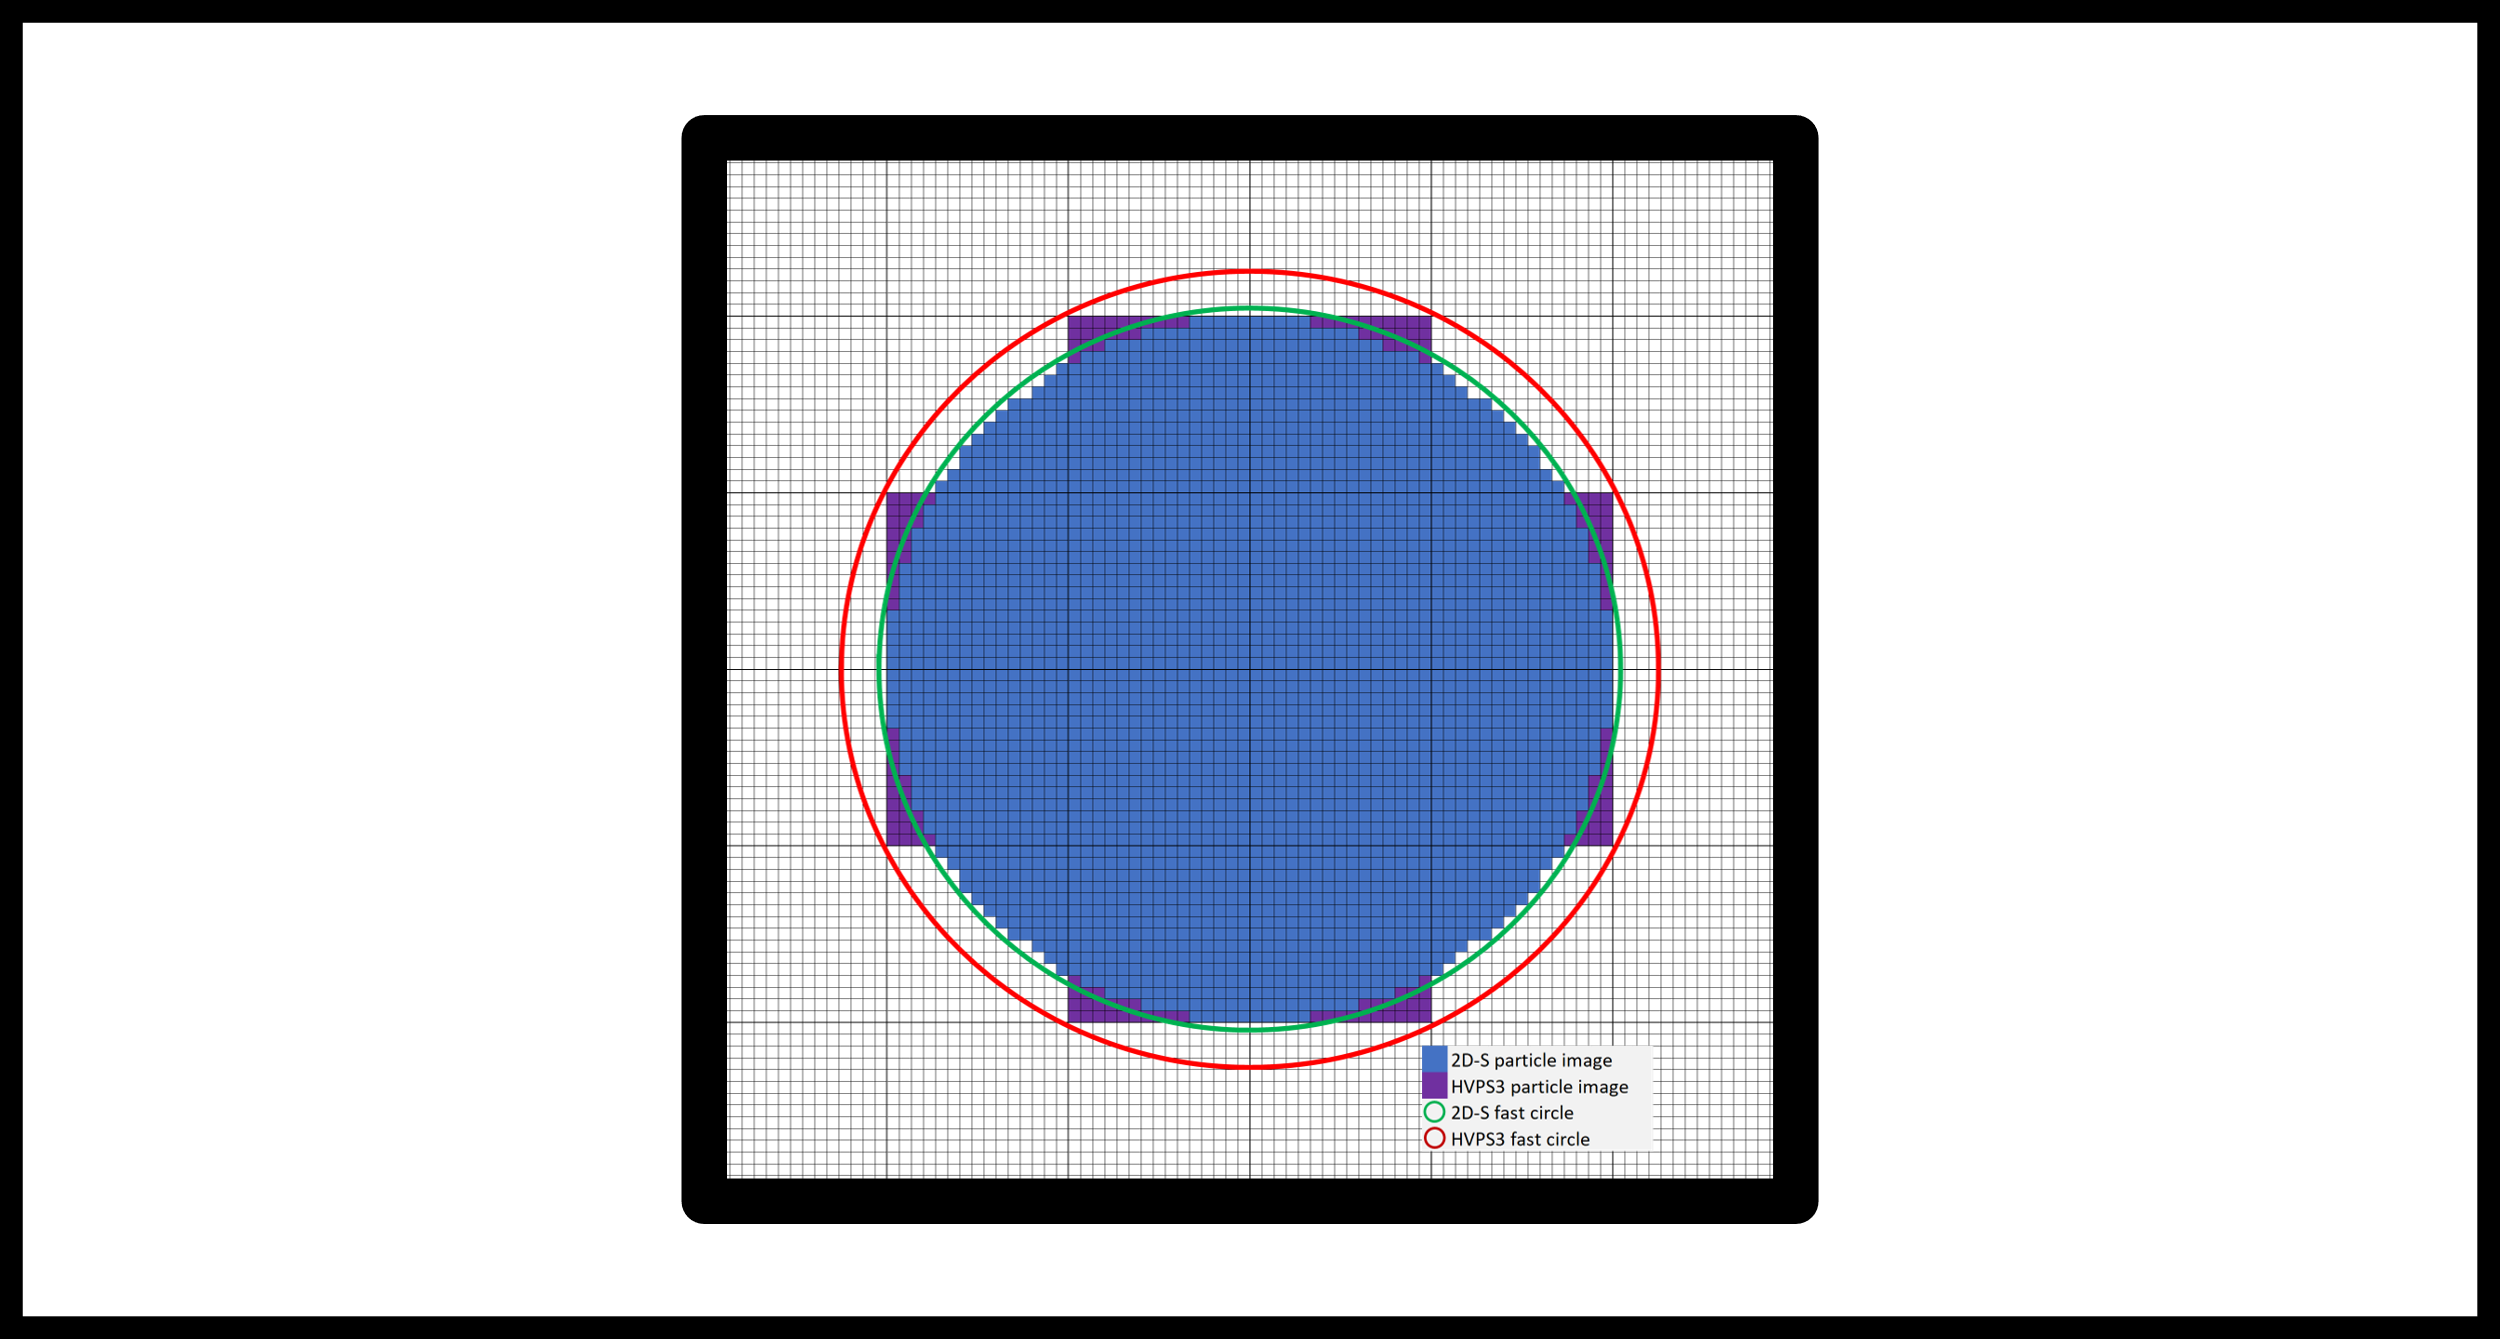 2D-S particle image
HVPS3 particle image
2D-S fast circle
HVPS3 fast circle